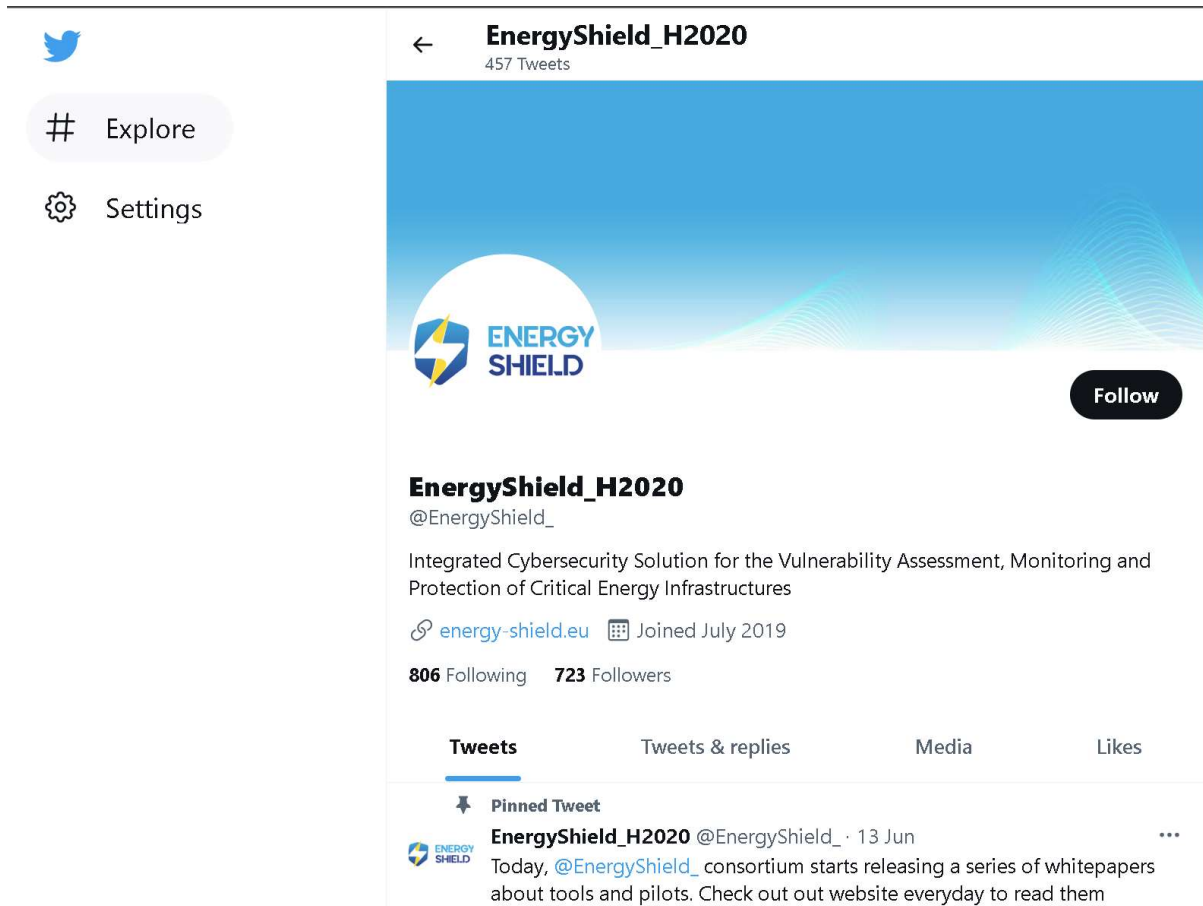 EnergyShield_H2020
457 Tweets
Explore
Settings
ENERGY
SHIELD
Follow
EnergyShield_H2020
@EnergyShield_
Integrated Cybersecurity Solution for the Vulnerability Assessment, Monitoring and
Protection of Critical Energy Infrastructures
energy-shield.eu Joined July 2019
806 Following 723 Followers
Tweets Tweets & replies Media Likes
Pinned Tweet
EnergyShield_H2020 @EnergyShield_ · 13 Jun
ENERGY
SHIELD
Today, @EnergyShield_ consortium starts releasing a series of whitepapers
about tools and pilots. Check out out website everyday to read them